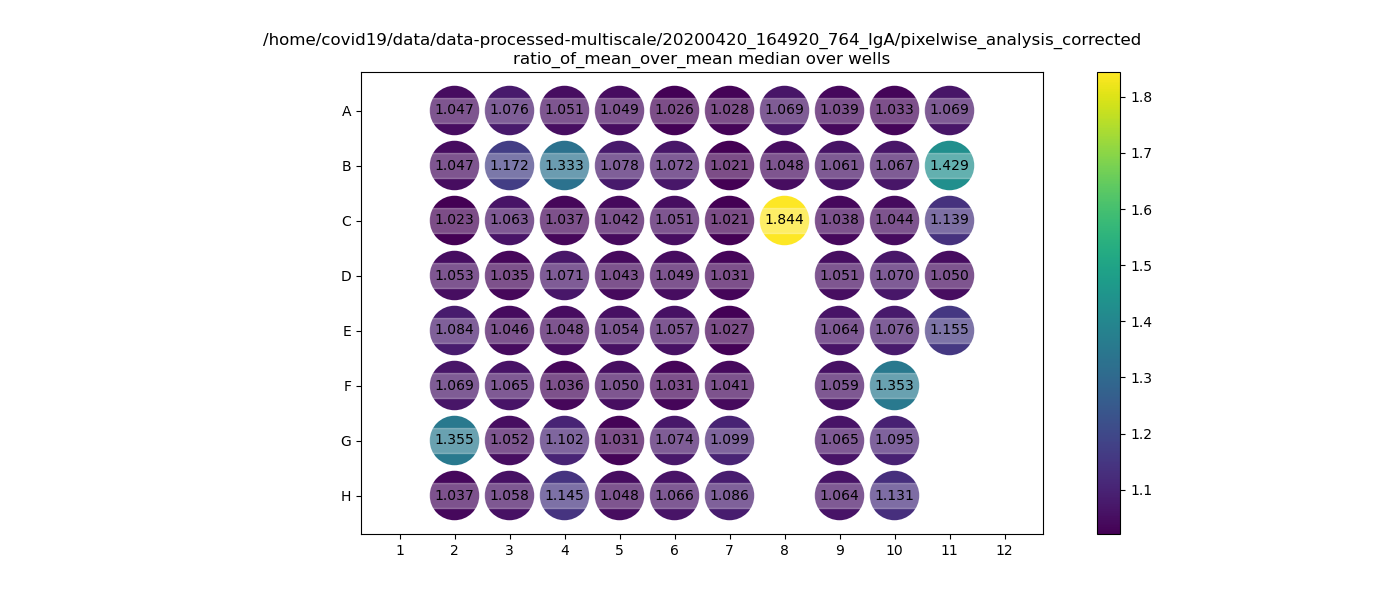 /home/covid19/data/data-processed-multiscale/20200420_164920_764_IgA/pixelwise_analysis_corrected
ratio_of_mean_over_mean median over wells
A 1.047 1.076 1.051 1.049 1.026 1.028 1.069 1.039 1.033 1.069
B 1.047 1.172 1.333 1.078 1.072 1.021 1.048 1.061 1.067 1.429
C 1.023 1.063 1.037 1.042 1.051 1.021 1.844 1.038 1.044 1.139
D 1.053 1.035 1.071 1.043 1.049 1.031 1.051 1.070 1.050
E 1.084 1.046 1.048 1.054 1.057 1.027 1.064 1.076 1.155
F 1.069 1.065 1.036 1.050 1.031 1.041 1.059 1.353
G 1.355 1.052 1.102 1.031 1.074 1.099 1.065 1.095
H 1.037 1.058 1.145 1.048 1.066 1.086 1.064 1.131
1 2 3 4 5 6 7 8 9 10 11 12
1.8
1.7
1.6
1.5
1.4
1.3
1.2
1.1